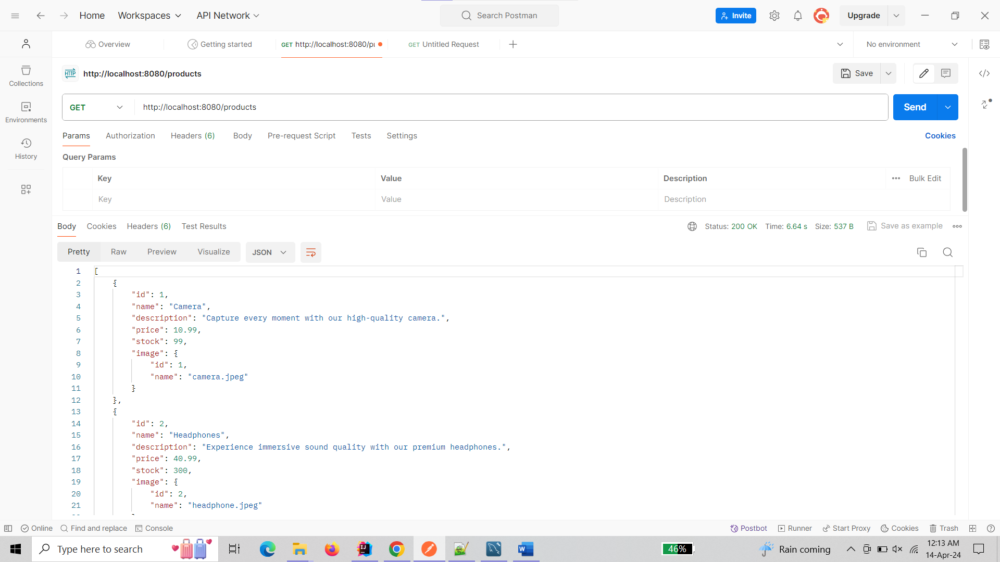 Home Workspaces API Network Search Postman Invite Upgrade
Overview Getting started GET http://localhost:8080/pr GET Untitled Request No environment
HTTP http://localhost:8080/products Save
Collections
GET http://localhost:8080/products Send
Environments
Params Authorization Headers (6) Body Pre-request Script Tests Settings Cookies
History
Query Params
Key Value Description Bulk Edit
Key Value Description
Body Cookies Headers (6) Test Results Status: 200 OK Time: 6.64 s Size: 537 B Save as example
Pretty Raw Preview Visualize JSON
1 [
2 {
3 "id": 1,
4 "name": "Camera",
5 "description": "Capture every moment with our high-quality camera.",
6 "price": 10.99,
7 "stock": 99,
8 "image": {
9 "id": 1,
10 "name": "camera.jpeg"
11 }
12 },
13 {
14 "id": 2,
15 "name": "Headphones",
16 "description": "Experience immersive sound quality with our premium headphones.",
17 "price": 40.99,
18 "stock": 300,
19 "image": {
20 "id": 2,
21 "name": "headphone.jpeg"
Online Find and replace Console Postbot Runner Start Proxy Cookies Trash
Type here to search 46% Rain coming 12:13 AM
14-Apr-24